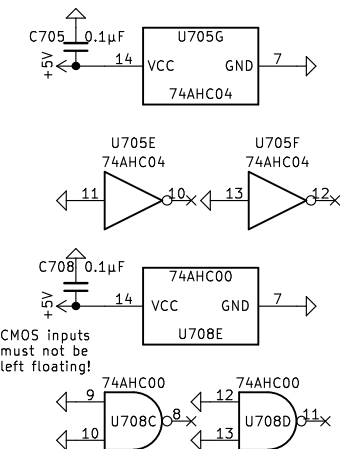 C705 0.1µF
+5V
14
U705G
VCC GND
74AHC04
7
U705E
74AHC04
11
10
U705F
74AHC04
13
12
C708 0.1µF
+5V
14
74AHC00
VCC GND
U708E
7
CMOS inputs
must not be
left floating!
74AHC00
9
10
U708C
8
74AHC00
12
13
U708D
11